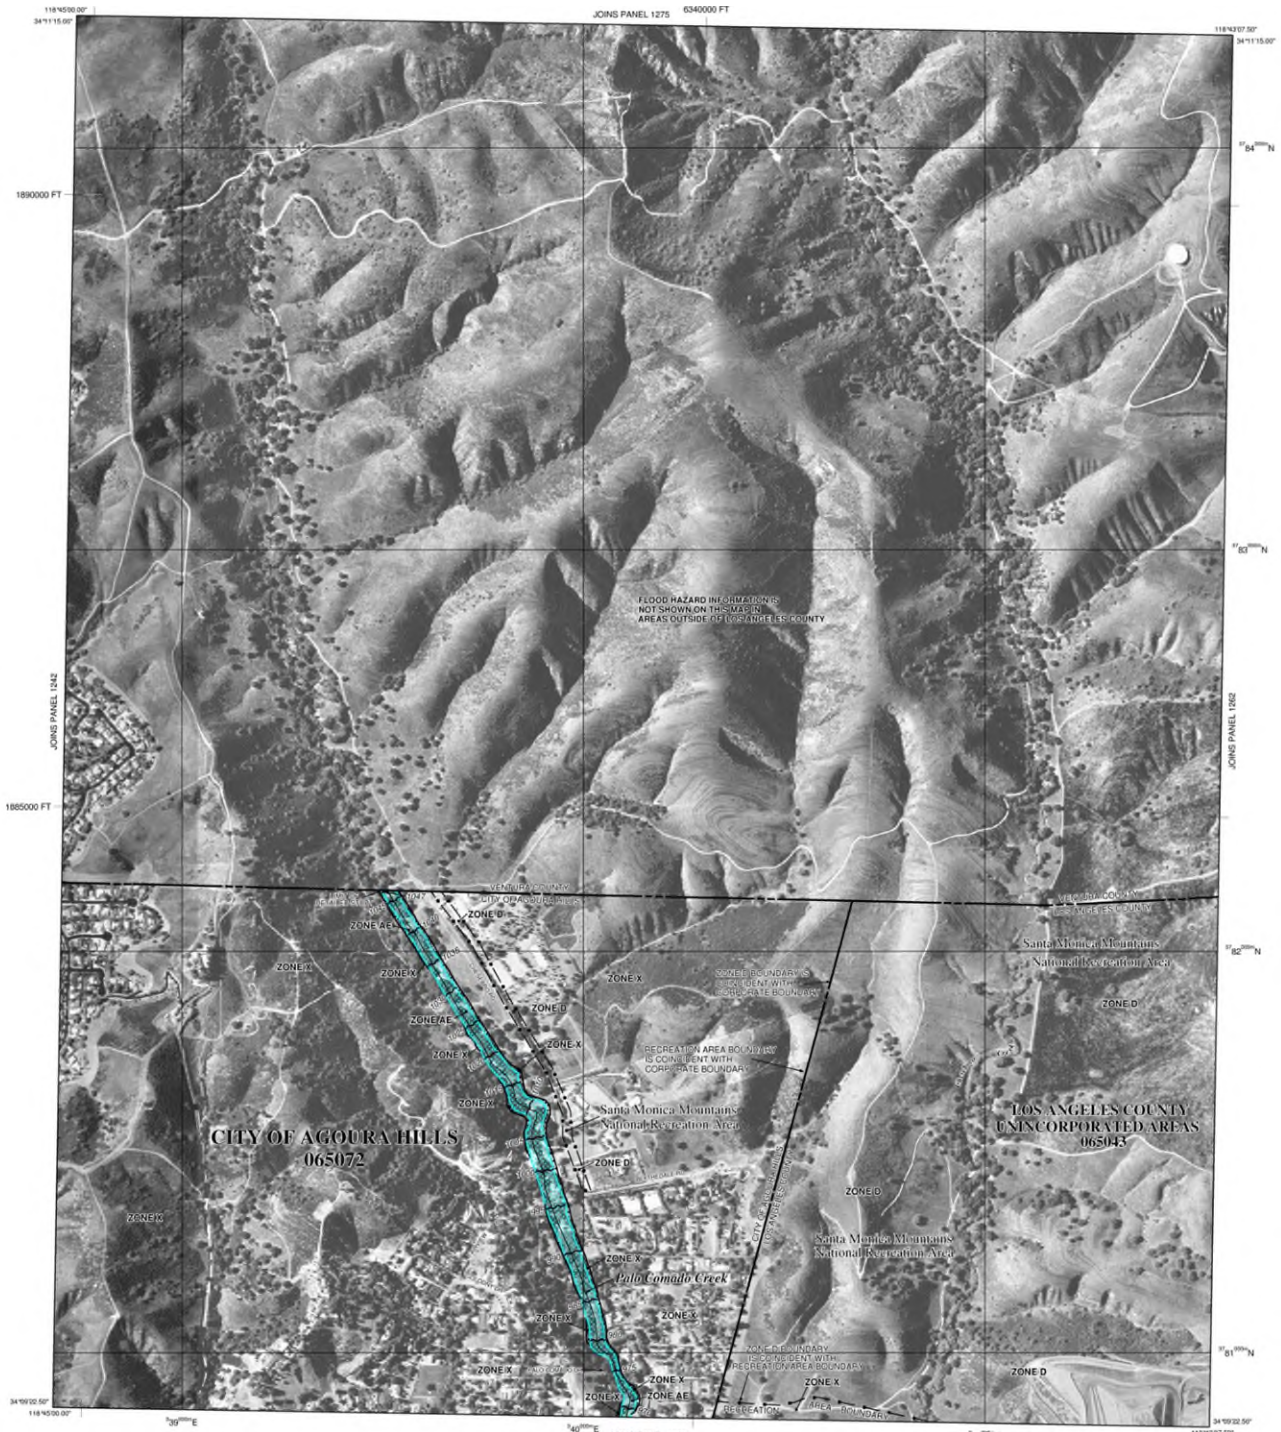 118°45'00.00"
34°11'15.00"
JOINS PANEL 1275
6340000 FT
118°43'07.50"
34°11'15.00"
1890000 FT
FLOOD HAZARD INFORMATION IS
NOT SHOWN ON THIS MAP IN
AREAS OUTSIDE OF LOS ANGELES COUNTY
JOINS PANEL 1242
JOINS PANEL 1262
1885000 FT
VENTURA COUNTY
CITY OF AGOURA HILLS
VENTURA COUNTY
LOS ANGELES COUNTY
ZONE D
ZONE AE
Santa Monica Mountains
National Recreation Area
ZONE X
ZONE X
ZONE X
ZONE D BOUNDARY IS
COINCIDENT WITH
CORPORATE BOUNDARY
ZONE D
ZONE D
ZONE AE
ZONE X
ZONE X
RECREATION AREA BOUNDARY
IS COINCIDENT WITH
CORPORATE BOUNDARY
ZONE X
Santa Monica Mountains
National Recreation Area
LOS ANGELES COUNTY
UNINCORPORATED AREAS
065043
CITY OF AGOURA HILLS
065072
ZONE D
ZONE D
ZONE X
Santa Monica Mountains
National Recreation Area
ZONE X
Palo Comado Creek
ZONE X
ZONE X
ZONE D BOUNDARY
IS COINCIDENT WITH
RECREATION AREA BOUNDARY
ZONE X
ZONE X
ZONE X
ZONE D
ZONE X
ZONE AE
RECREATION AREA BOUNDARY
34°09'22.50"
118°45'00.00"
34°09'22.50"